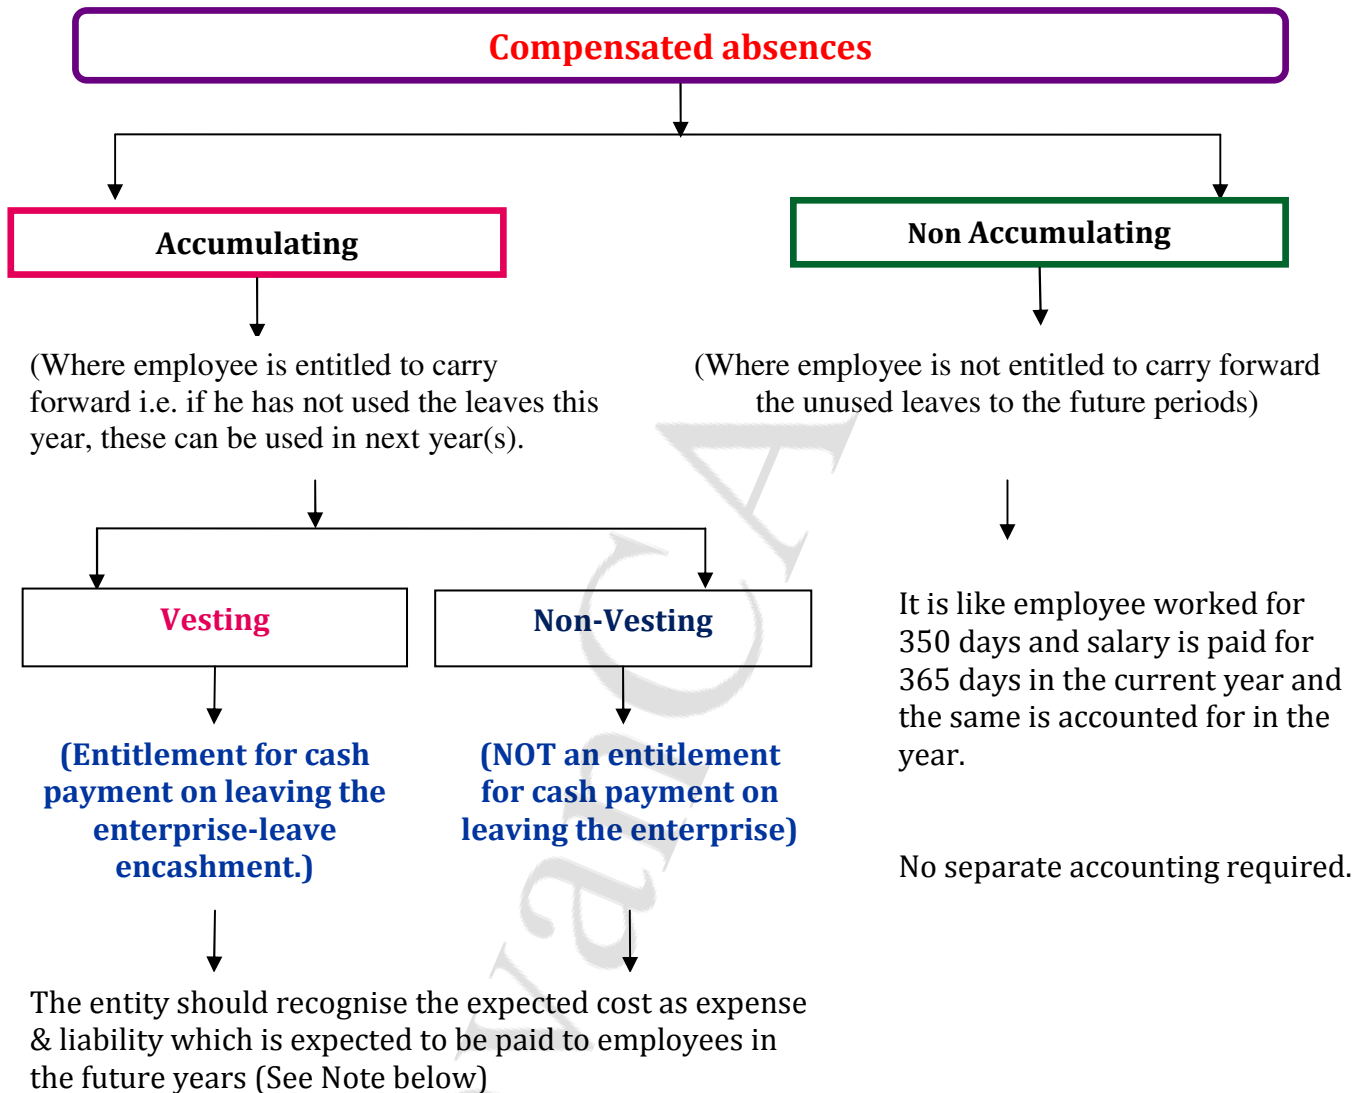 Compensated absences
Accumulating
Non Accumulating
(Where employee is entitled to carry
forward i.e. if he has not used the leaves this
year, these can be used in next year(s).
(Where employee is not entitled to carry forward
the unused leaves to the future periods)
Vesting
Non-Vesting
(Entitlement for cash
payment on leaving the
enterprise-leave
encashment.)
(NOT an entitlement
for cash payment on
leaving the enterprise)
It is like employee worked for
350 days and salary is paid for
365 days in the current year and
the same is accounted for in the
year.
No separate accounting required.
The entity should recognise the expected cost as expense
& liability which is expected to be paid to employees in
the future years (See Note below)